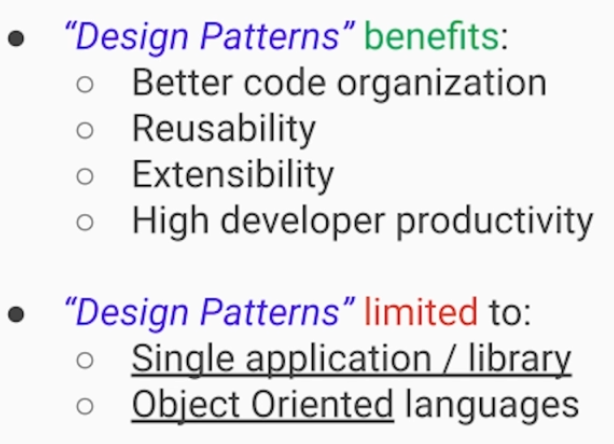 ● “Design Patterns” benefits:
○ Better code organization
○ Reusability
○ Extensibility
○ High developer productivity
● “Design Patterns” limited to:
○ Single application / library
○ Object Oriented languages